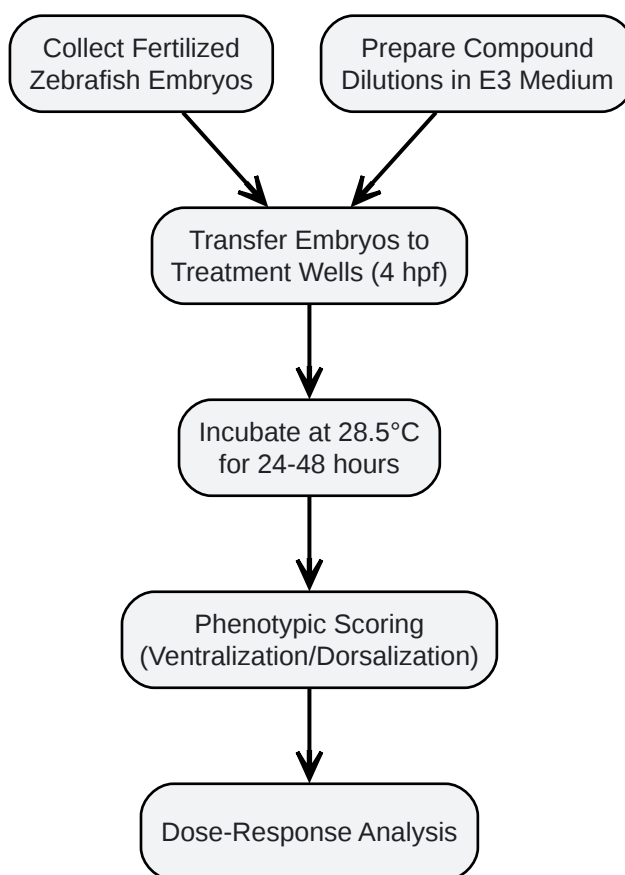 Collect Fertilized
Zebrafish Embryos
Prepare Compound
Dilutions in E3 Medium
Transfer Embryos to
Treatment Wells (4 hpf)
Incubate at 28.5°C
for 24-48 hours
Phenotypic Scoring
(Ventralization/Dorsalization)
Dose-Response Analysis